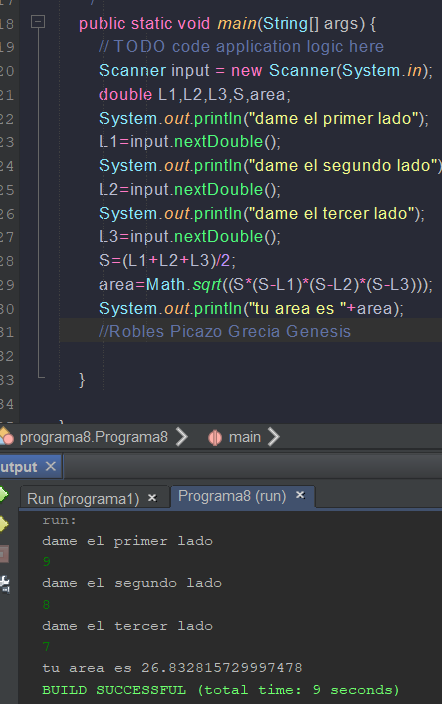 18 public static void main(String[] args) {
19 // TODO code application logic here
20 Scanner input = new Scanner(System.in);
21 double L1,L2,L3,S,area;
22 System.out.println("dame el primer lado");
23 L1=input.nextDouble();
24 System.out.println("dame el segundo lado")
25 L2=input.nextDouble();
26 System.out.println("dame el tercer lado");
27 L3=input.nextDouble();
28 S=(L1+L2+L3)/2;
29 area=Math.sqrt((S*(S-L1)*(S-L2)*(S-L3)));
30 System.out.println("tu area es "+area);
31 //Robles Picazo Grecia Genesis
32
33 }
34
programa8.Programa8 main
utput ×
Run (programa1) × Programa8 (run) ×
run:
dame el primer lado
9
dame el segundo lado
8
dame el tercer lado
7
tu area es 26.832815729997478
BUILD SUCCESSFUL (total time: 9 seconds)